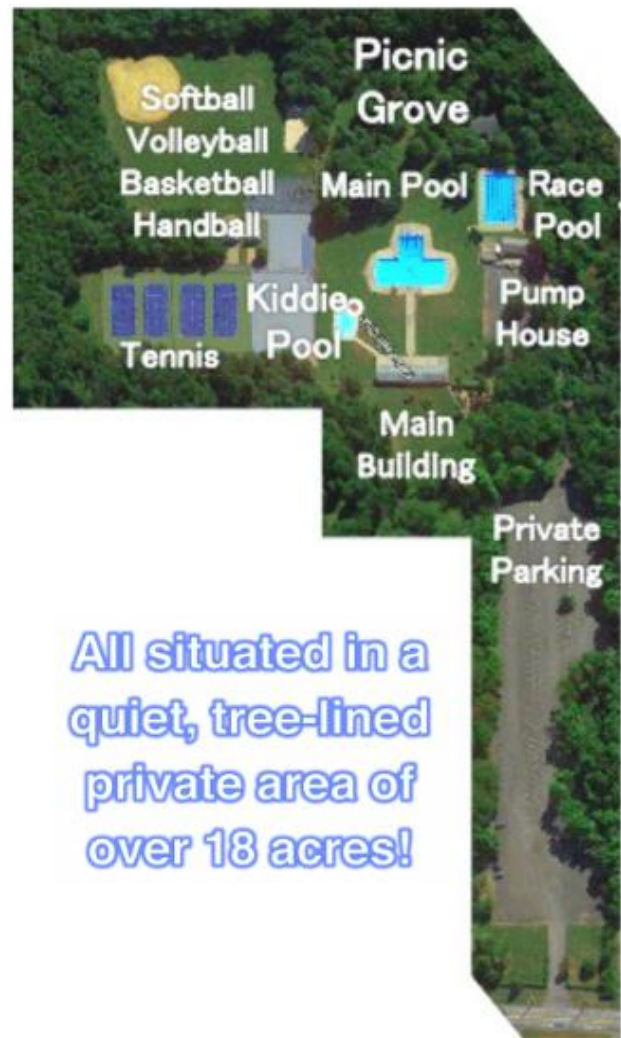 Picnic
Grove
Softball
Volleyball
Basketball
Handball
Main Pool
Race
Pool
Kiddie
Pool
Pump
House
Tennis
Main
Building
Private
Parking
All situated in a
quiet, tree-lined
private area of
over 18 acres!